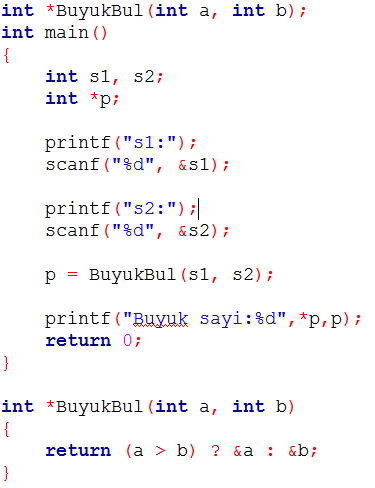 int *BuyukBul(int a, int b);
int main()
{
    int s1, s2;
    int *p;

    printf("s1:");
    scanf("%d", &s1);

    printf("s2:");
    scanf("%d", &s2);

    p = BuyukBul(s1, s2);

    printf("Buyuk sayi:%d",*p,p);
    return 0;
}

int *BuyukBul(int a, int b)
{
    return (a > b) ? &a : &b;
}